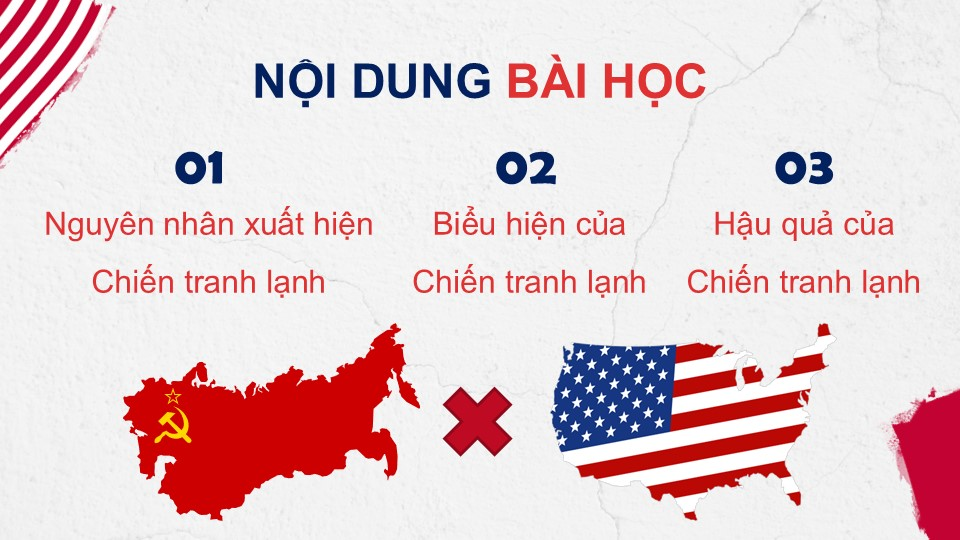 NỘI DUNG BÀI HỌC
01
Nguyên nhân xuất hiện
Chiến tranh lạnh
02
Biểu hiện của
Chiến tranh lạnh
03
Hậu quả của
Chiến tranh lạnh